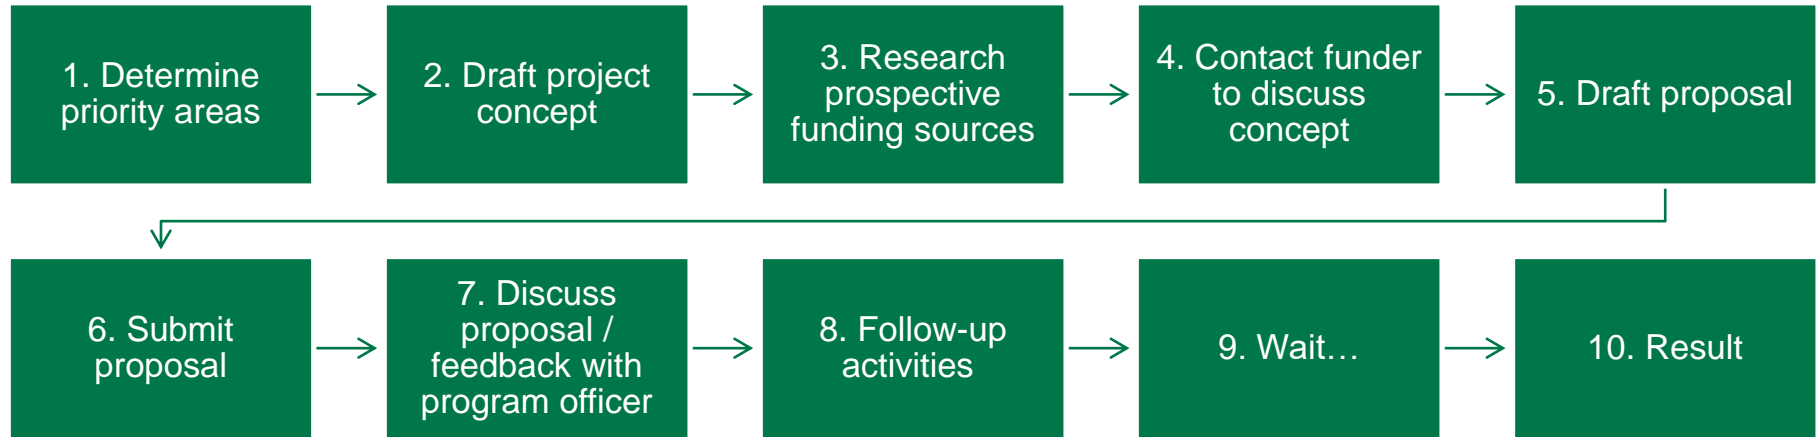 1. Determine
priority areas
2. Draft project
concept
3. Research
prospective
funding sources
4. Contact funder
to discuss
concept
5. Draft proposal
6. Submit
proposal
7. Discuss
proposal /
feedback with
program officer
8. Follow-up
activities
9. Wait…
10. Result